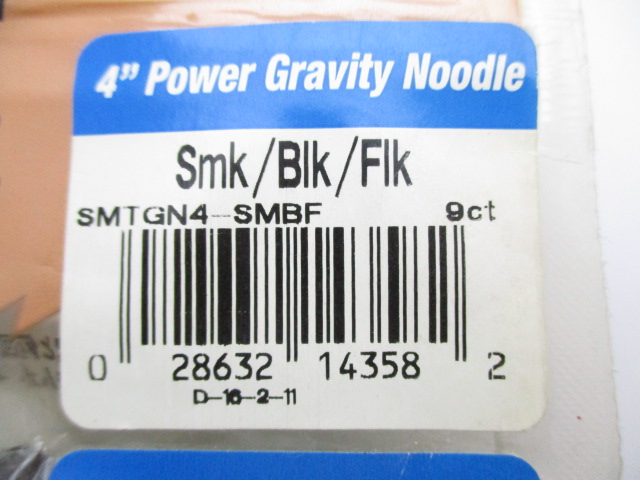 4" Power Gravity Noodle
Smk/Blk/Flk
SMTGN4-SMBF 9ct
0 28632 14358 2
D-16-2-11